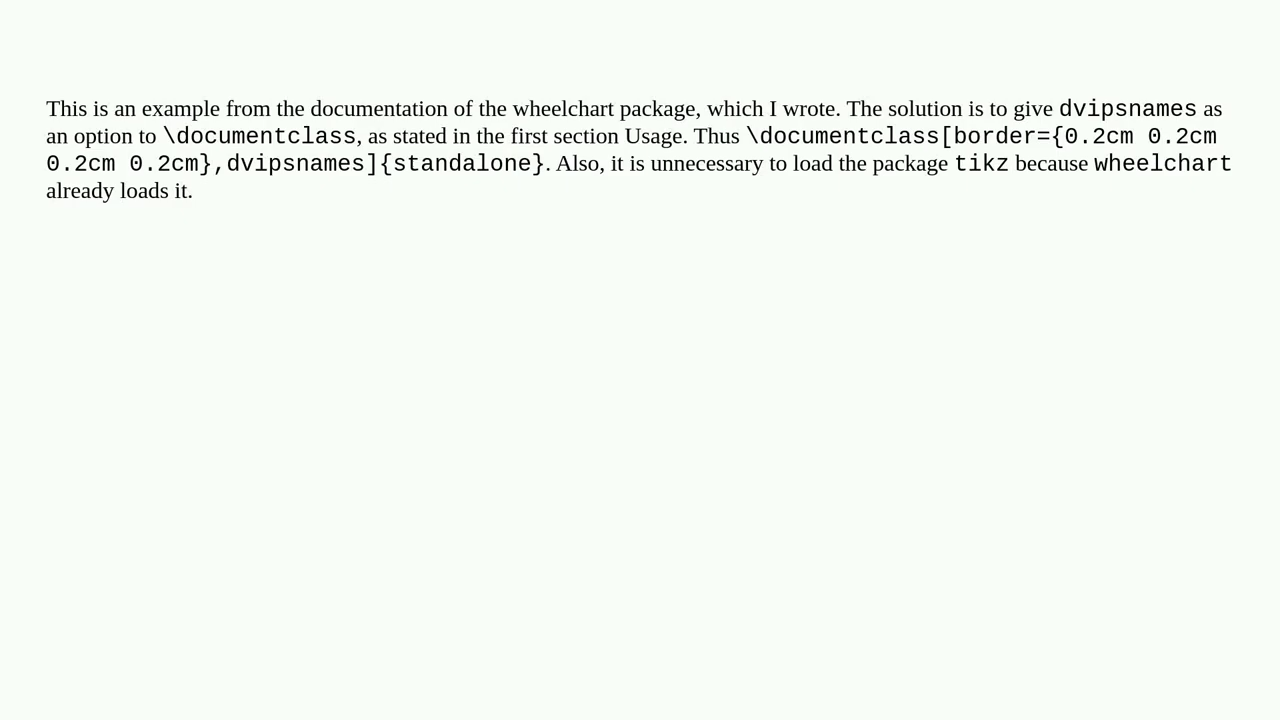 This is an example from the documentation of the wheelchart package, which I wrote. The solution is to give dvipsnames as
an option to \documentclass, as stated in the first section Usage. Thus \documentclass[border={0.2cm 0.2cm
0.2cm 0.2cm},dvipsnames]{standalone}. Also, it is unnecessary to load the package tikz because wheelchart
already loads it.